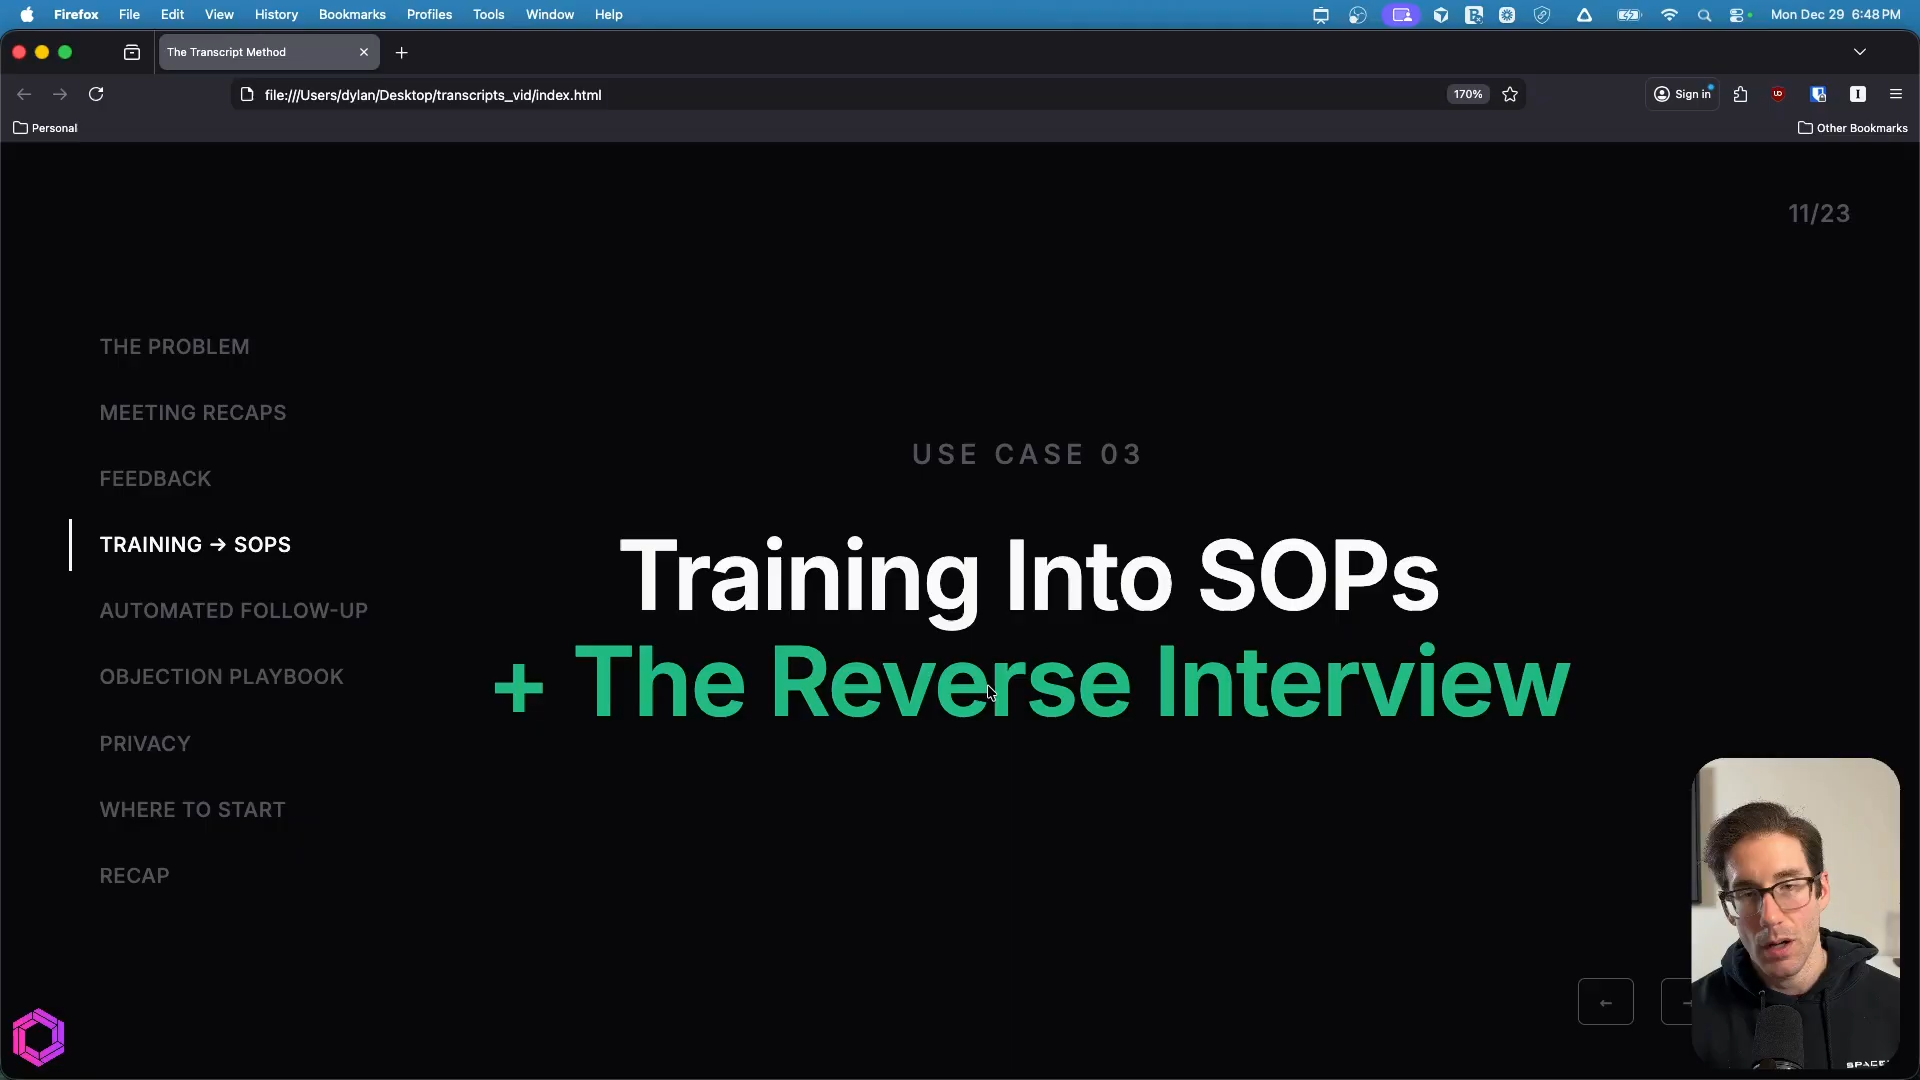 Firefox File Edit View History Bookmarks Profiles Tools Window Help Mon Dec 29 6:48 PM
The Transcript Method
file:///Users/dylan/Desktop/transcripts_vid/index.html 170% Sign in
Personal Other Bookmarks
11/23
THE PROBLEM
MEETING RECAPS
FEEDBACK
TRAINING → SOPS
AUTOMATED FOLLOW-UP
OBJECTION PLAYBOOK
PRIVACY
WHERE TO START
RECAP
USE CASE 03
Training Into SOPs
+ The Reverse Interview